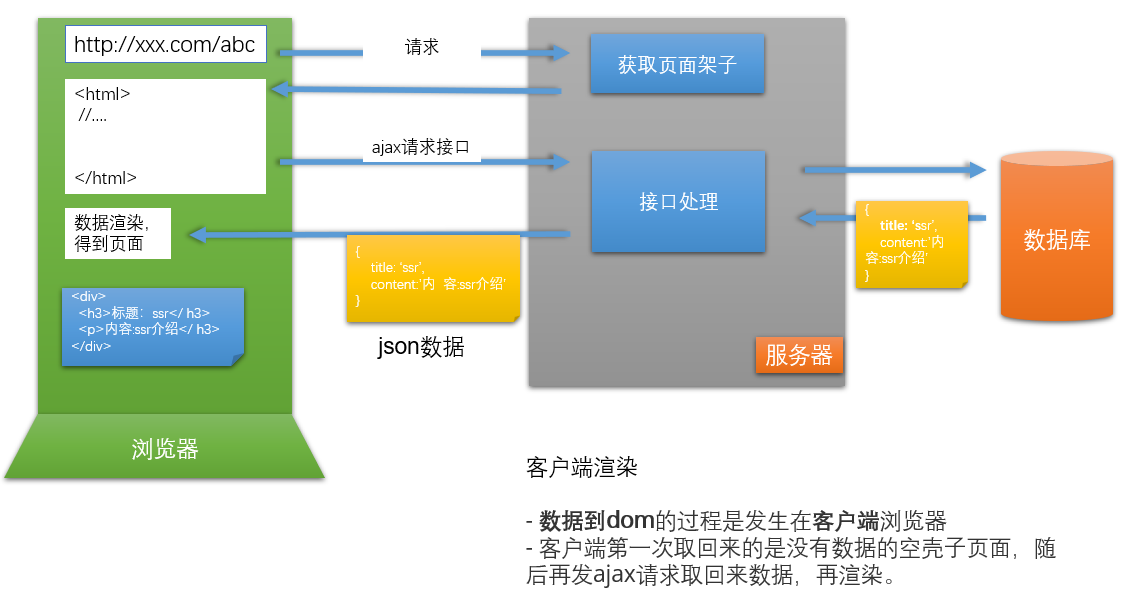 http://xxx.com/abc
请求
获取页面架子
<html>
//....
</html>
ajax请求接口
接口处理
数据渲染，
得到页面
{
title: ‘ssr’,
content:‘内 容:ssr介绍’
}
json数据
{
title: ‘ssr’,
content:‘内
容:ssr介绍’
}
数据库
<div>
<h3>标题：ssr</ h3>
<p>内容:ssr介绍</ h3>
</div>
服务器
浏览器
客户端渲染
- 数据到dom的过程是发生在客户端浏览器
- 客户端第一次取回来的是没有数据的空壳子页面，随
后再发ajax请求取回来数据，再渲染。